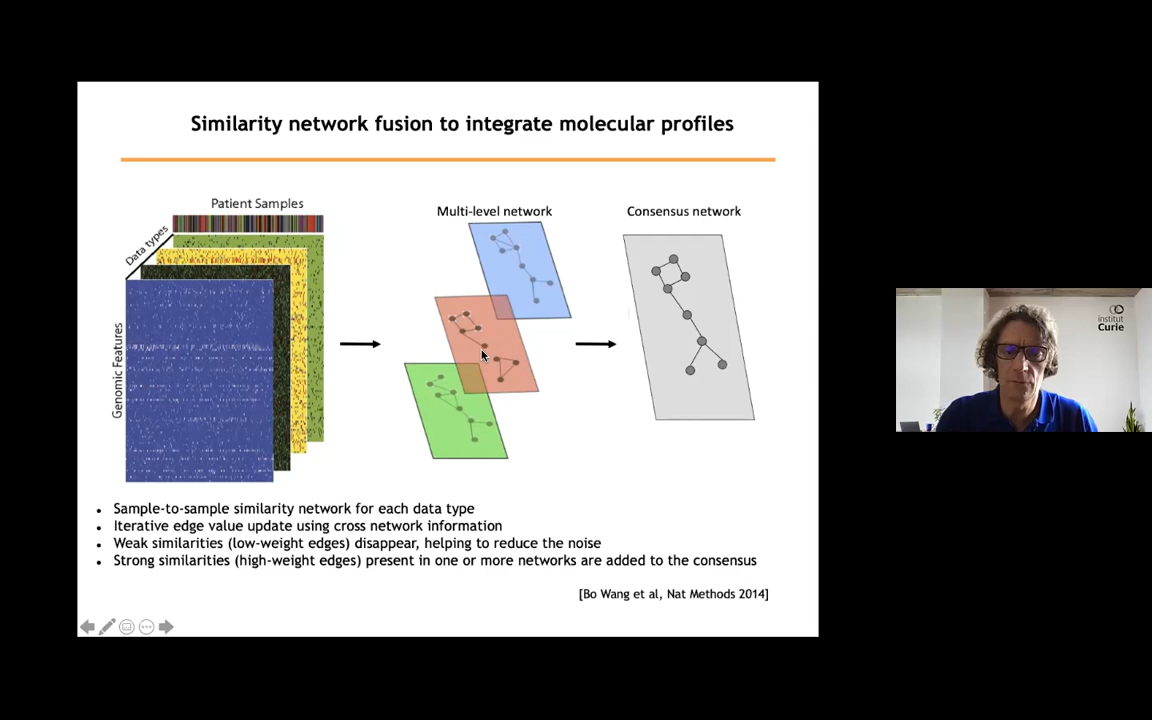 Similarity network fusion to integrate molecular profiles
Patient Samples
Data types
Genomic Features
Multi-level network
Consensus network
Sample-to-sample similarity network for each data type
Iterative edge value update using cross network information
Weak similarities (low-weight edges) disappear, helping to reduce the noise
Strong similarities (high-weight edges) present in one or more networks are added to the consensus
[Bo Wang et al, Nat Methods 2014]
institut
Curie